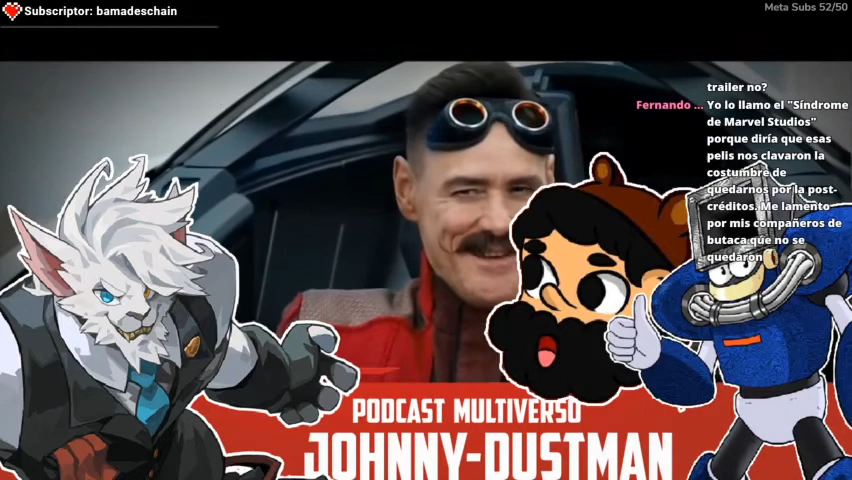 Subscriptor: bamadeschain
Meta Subs 52/50
trailer no?
Fernando ... Yo lo llamo el "Síndrome
de Marvel Studios"
porque diría que esas
pelis nos clavaron la
costumbre de
quedarnos por la post-
créditos. Me lamento
por mis compañeros de
butaca que no se
quedaron
PODCAST MULTIVERSO
JOHNNY-DUSTMAN